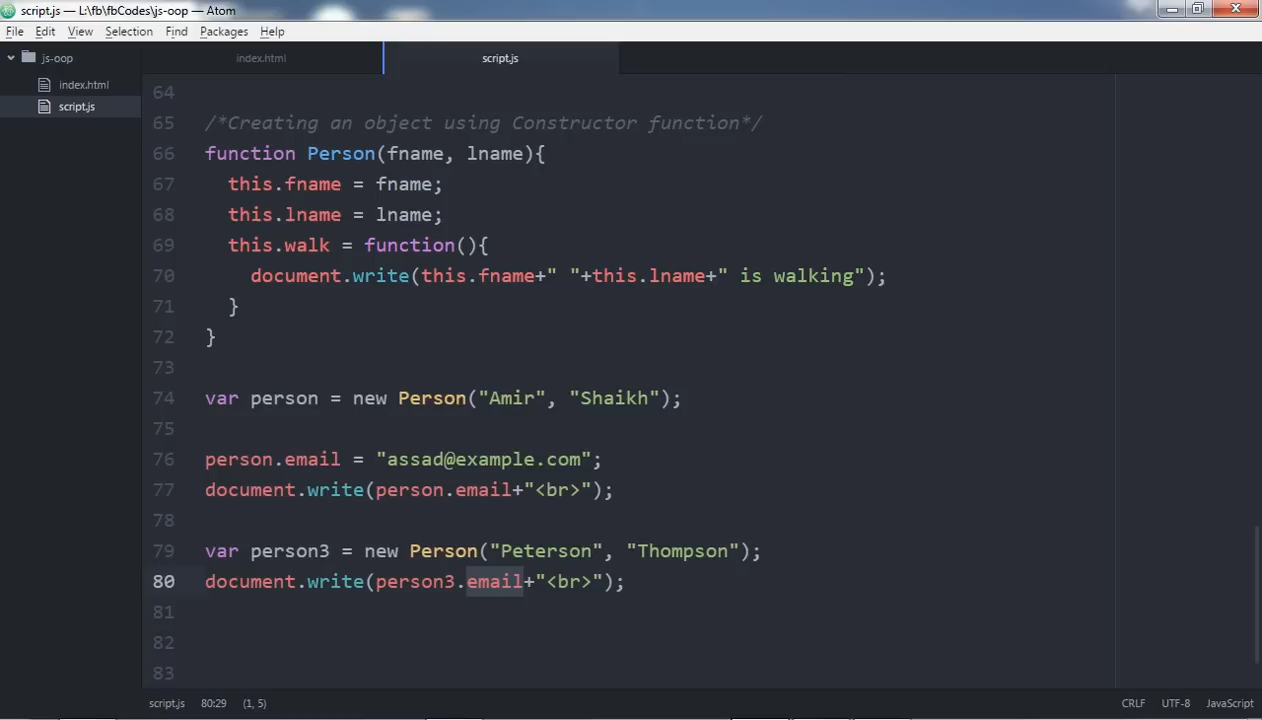 script.js — L:\fb\fbCodes\js-oop — Atom
File Edit View Selection Find Packages Help
js-oop
index.html
script.js
index.html script.js
64
65 /*Creating an object using Constructor function*/
66 function Person(fname, lname){
67 this.fname = fname;
68 this.lname = lname;
69 this.walk = function(){
70 document.write(this.fname+" "+this.lname+" is walking");
71 }
72 }
73
74 var person = new Person("Amir", "Shaikh");
75
76 person.email = "assad@example.com";
77 document.write(person.email+"<br>");
78
79 var person3 = new Person("Peterson", "Thompson");
80 document.write(person3.email+"<br>");
81
82
83
script.js 80:29 (1, 5) CRLF UTF-8 JavaScript